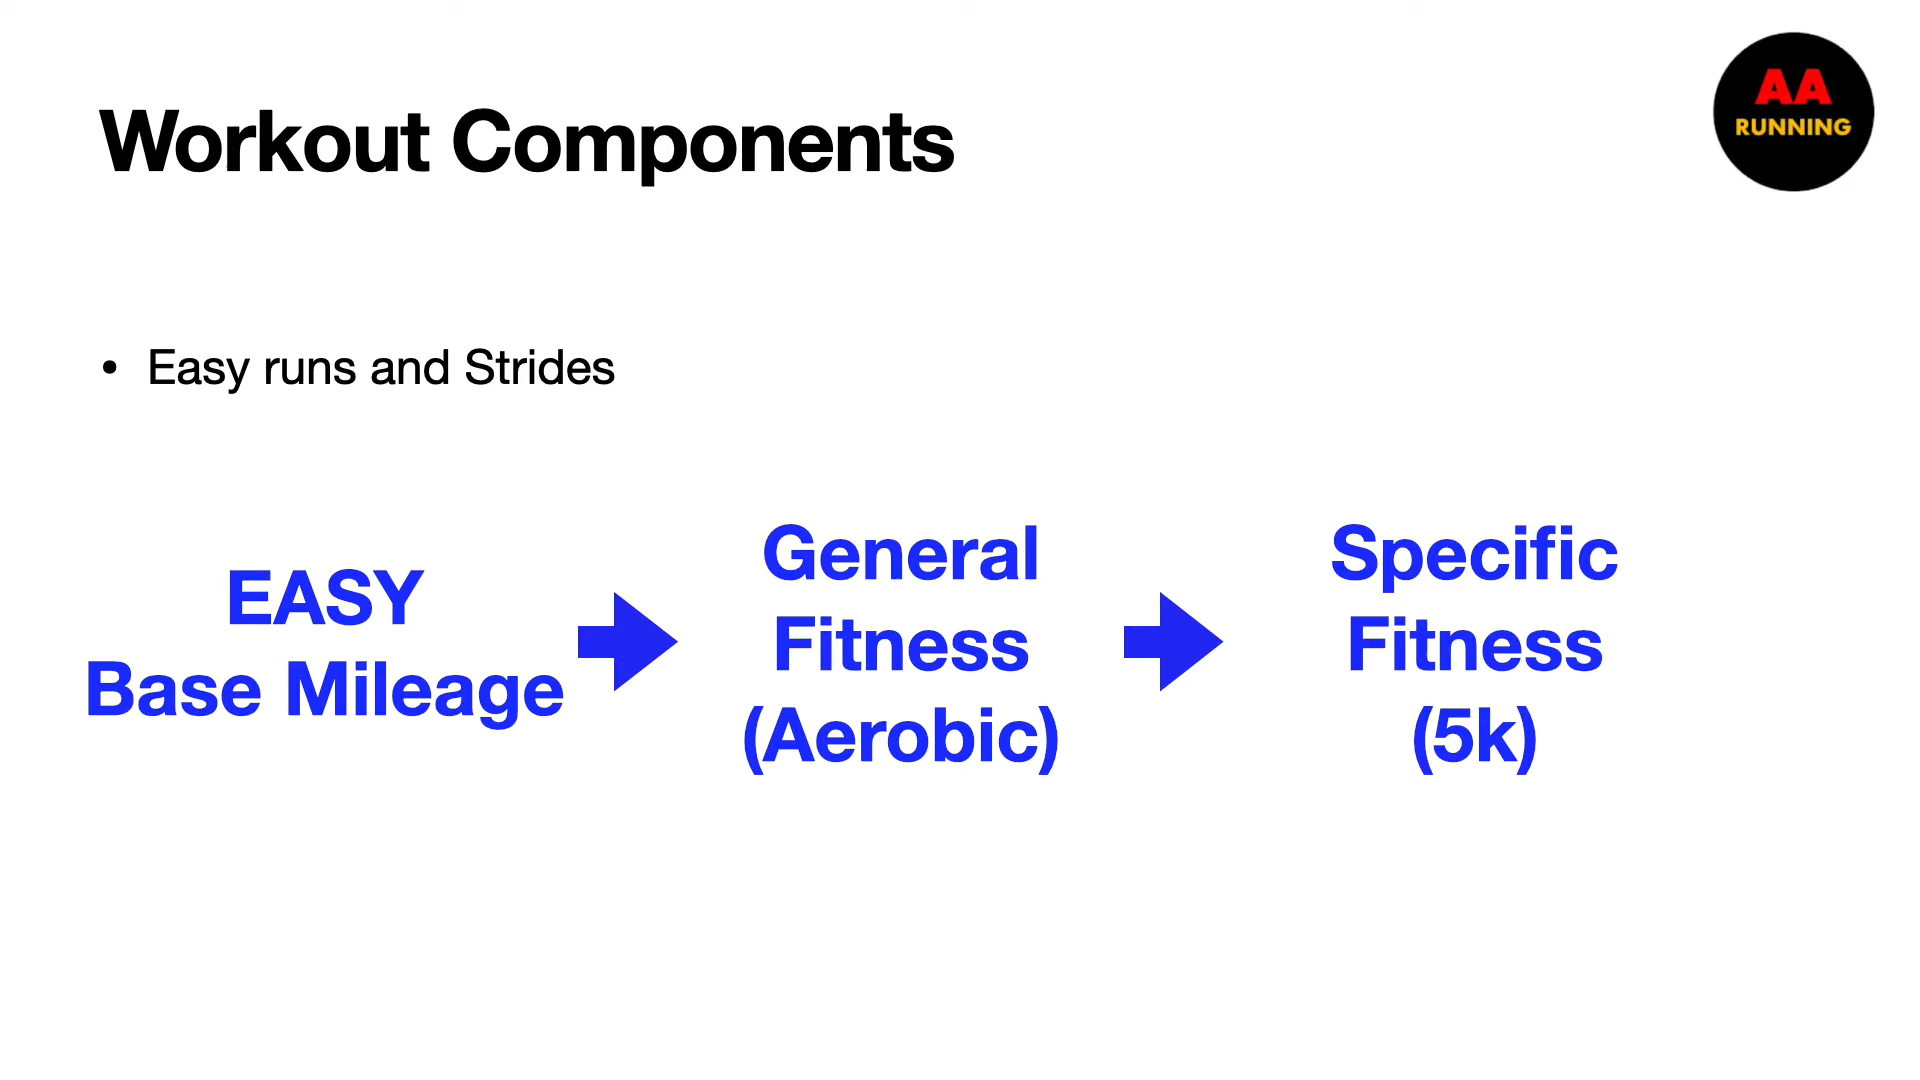 AA
RUNNING
Workout Components
• Easy runs and Strides
EASY
Base Mileage
General
Fitness
(Aerobic)
Specific
Fitness
(5k)